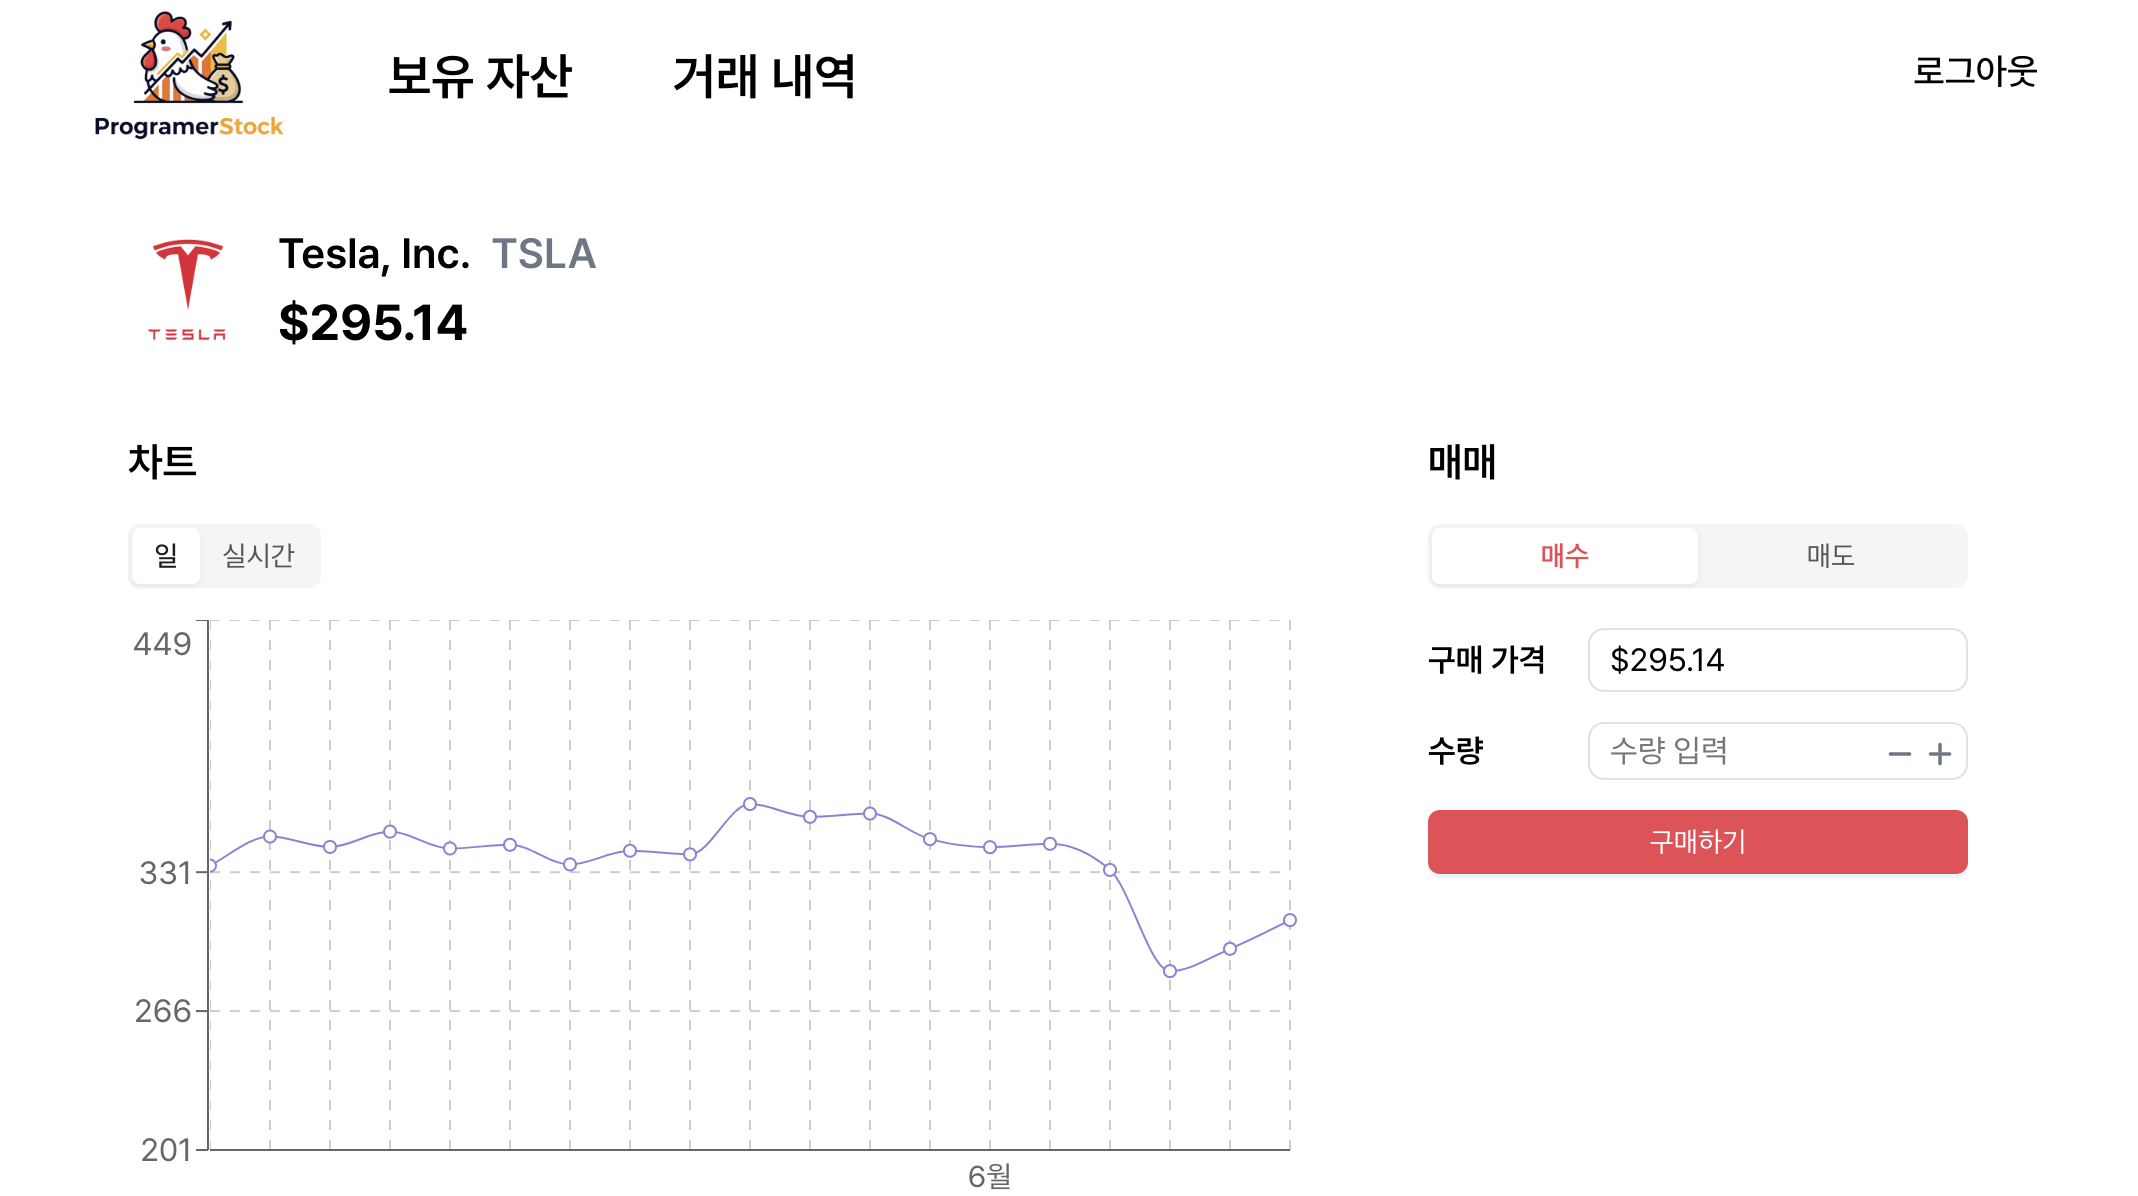 보유 자산 거래 내역 로그아웃
$
ProgramerStock
Tesla, Inc. TSLA
$295.14
TESLA
차트
일 실시간
449
331
266
201
6월
매매
매수 매도
구매 가격 $295.14
수량 수량 입력 − +
구매하기